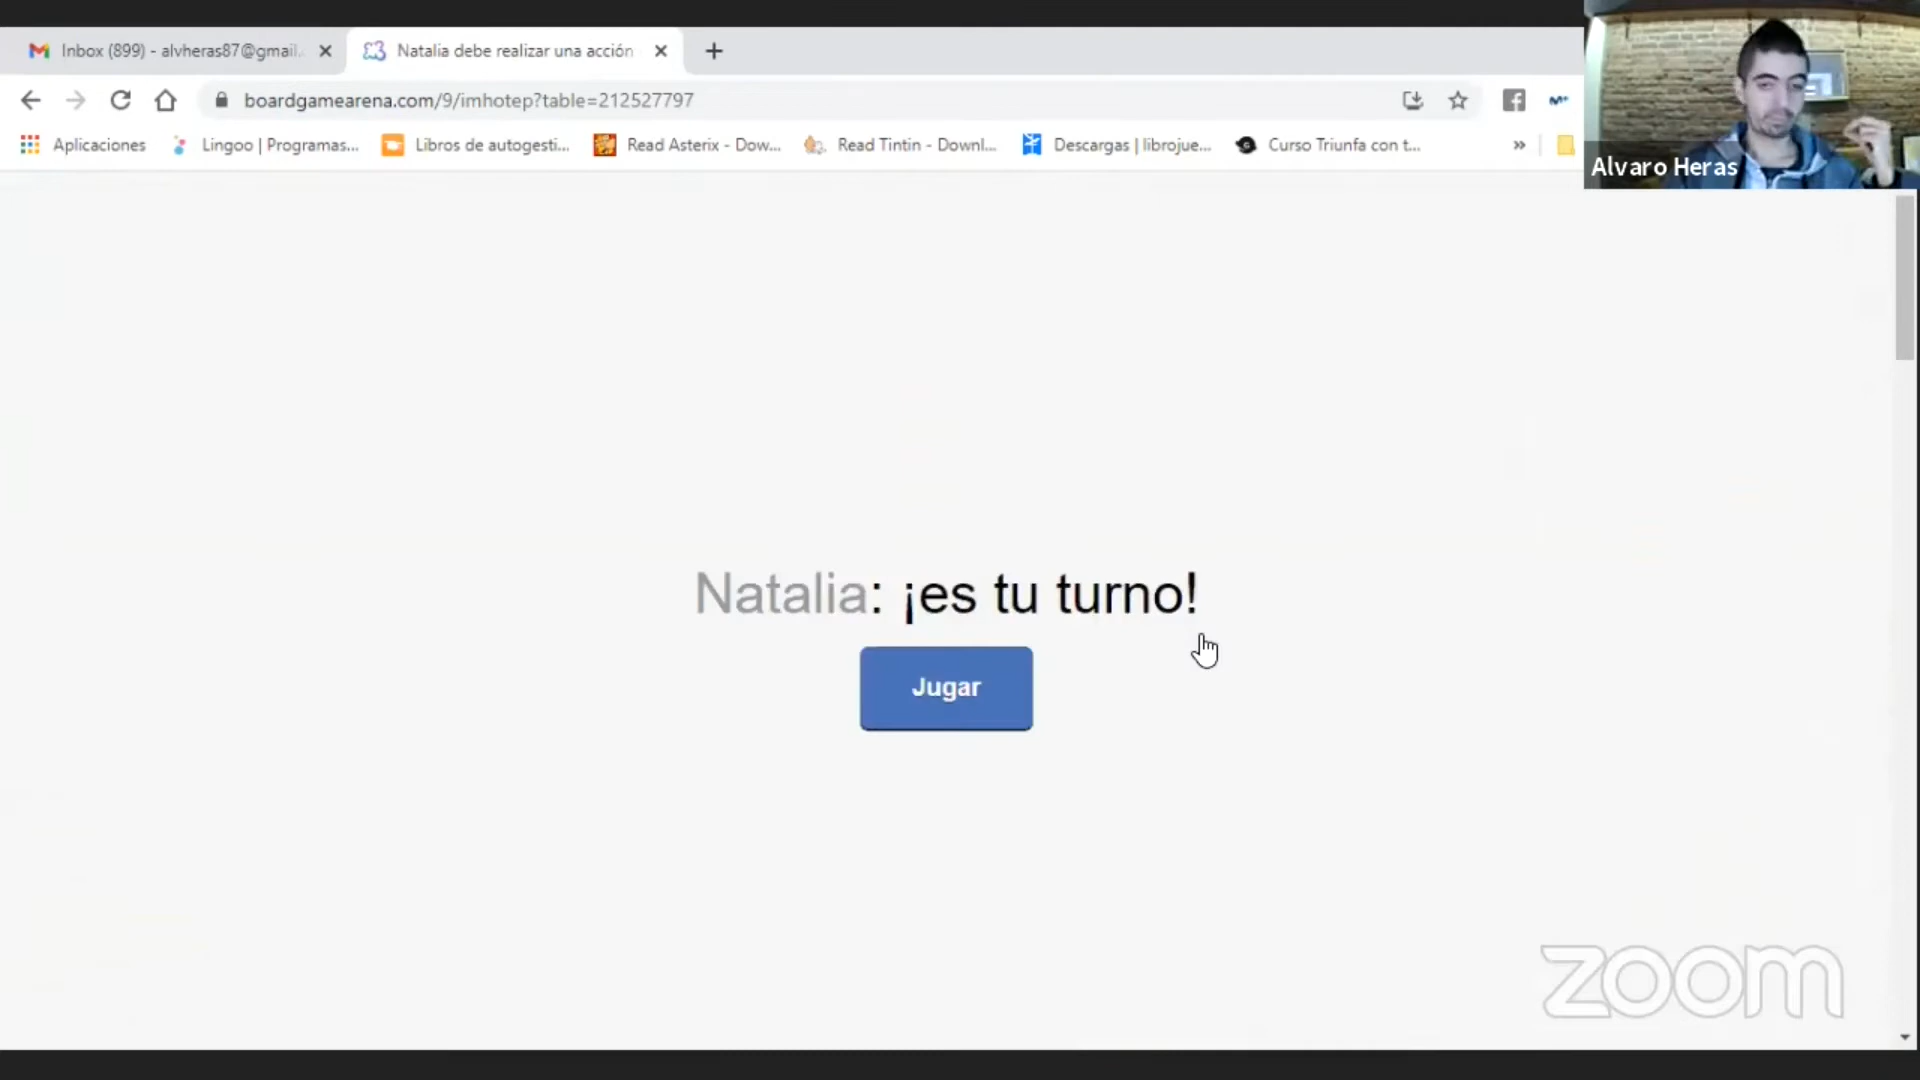 Inbox (899) - alvheras87@gmail.
Natalia debe realizar una acción
boardgamearena.com/9/imhotep?table=212527797
Aplicaciones
Lingoo | Programas...
Libros de autogesti...
Read Asterix - Dow...
Read Tintin - Downl...
Descargas | librojue...
Curso Triunfa con t...
»
Alvaro Heras
Natalia: ¡es tu turno!
Jugar
zoom